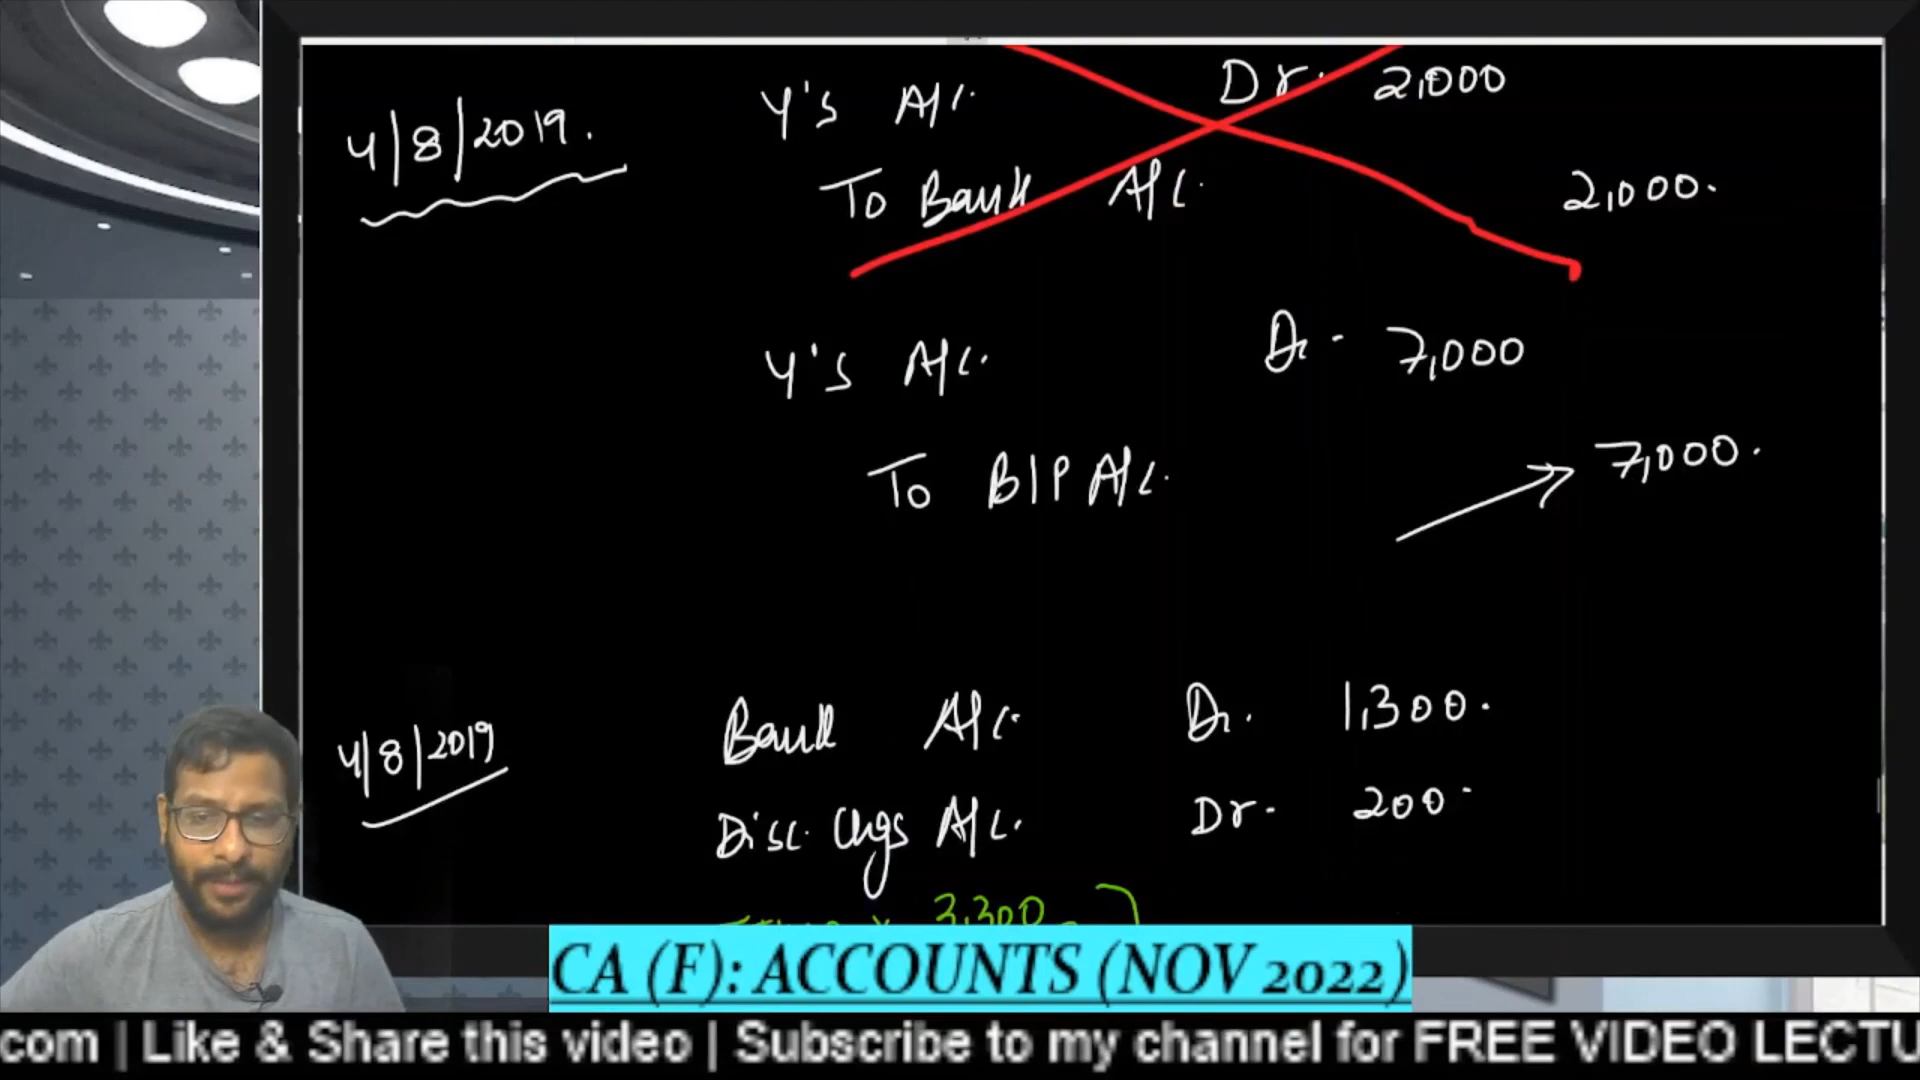 4/8/2019.
Y's A/c. Dr. 2,000
To Bank A/c. 2,000.
Y's A/c. Dr. 7,000
To B/P A/c. 7,000.
4/8/2019
Bank A/c. Dr. 1,300.
Disc. Chgs A/c. Dr. 200.
3,300
CA (F): ACCOUNTS (NOV 2022)
com | Like & Share this video | Subscribe to my channel for FREE VIDEO LECTU